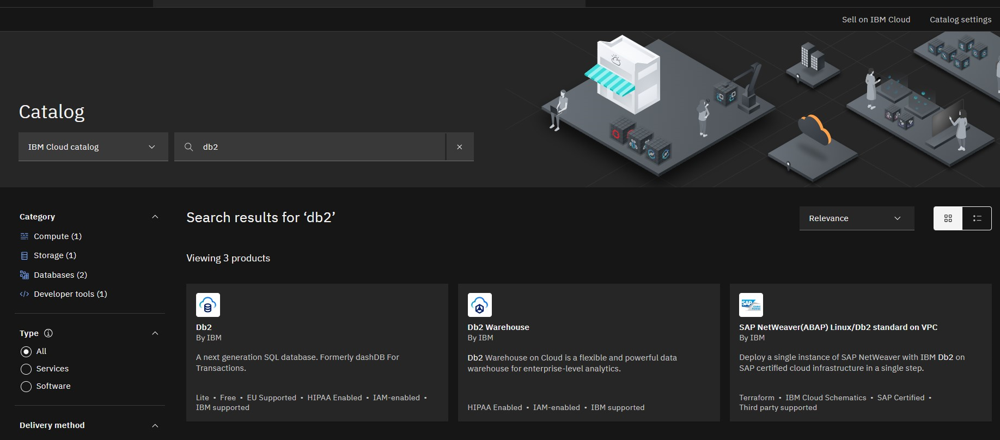 Sell on IBM Cloud
Catalog settings
Catalog
IBM Cloud catalog
db2
Category
Compute (1)
Storage (1)
Databases (2)
Developer tools (1)
Type
All
Services
Software
Delivery method
Search results for ‘db2’
Relevance
Viewing 3 products
Db2
By IBM
A next generation SQL database. Formerly dashDB For
Transactions.
Lite • Free • EU Supported • HIPAA Enabled • IAM-enabled •
IBM supported
Db2 Warehouse
By IBM
Db2 Warehouse on Cloud is a flexible and powerful data
warehouse for enterprise-level analytics.
HIPAA Enabled • IAM-enabled • IBM supported
SAP
Global
Partner
SAP NetWeaver(ABAP) Linux/Db2 standard on VPC
By IBM
Deploy a single instance of SAP NetWeaver with IBM Db2 on
SAP certified cloud infrastructure in a single step.
Terraform • IBM Cloud Schematics • SAP Certified •
Third party supported